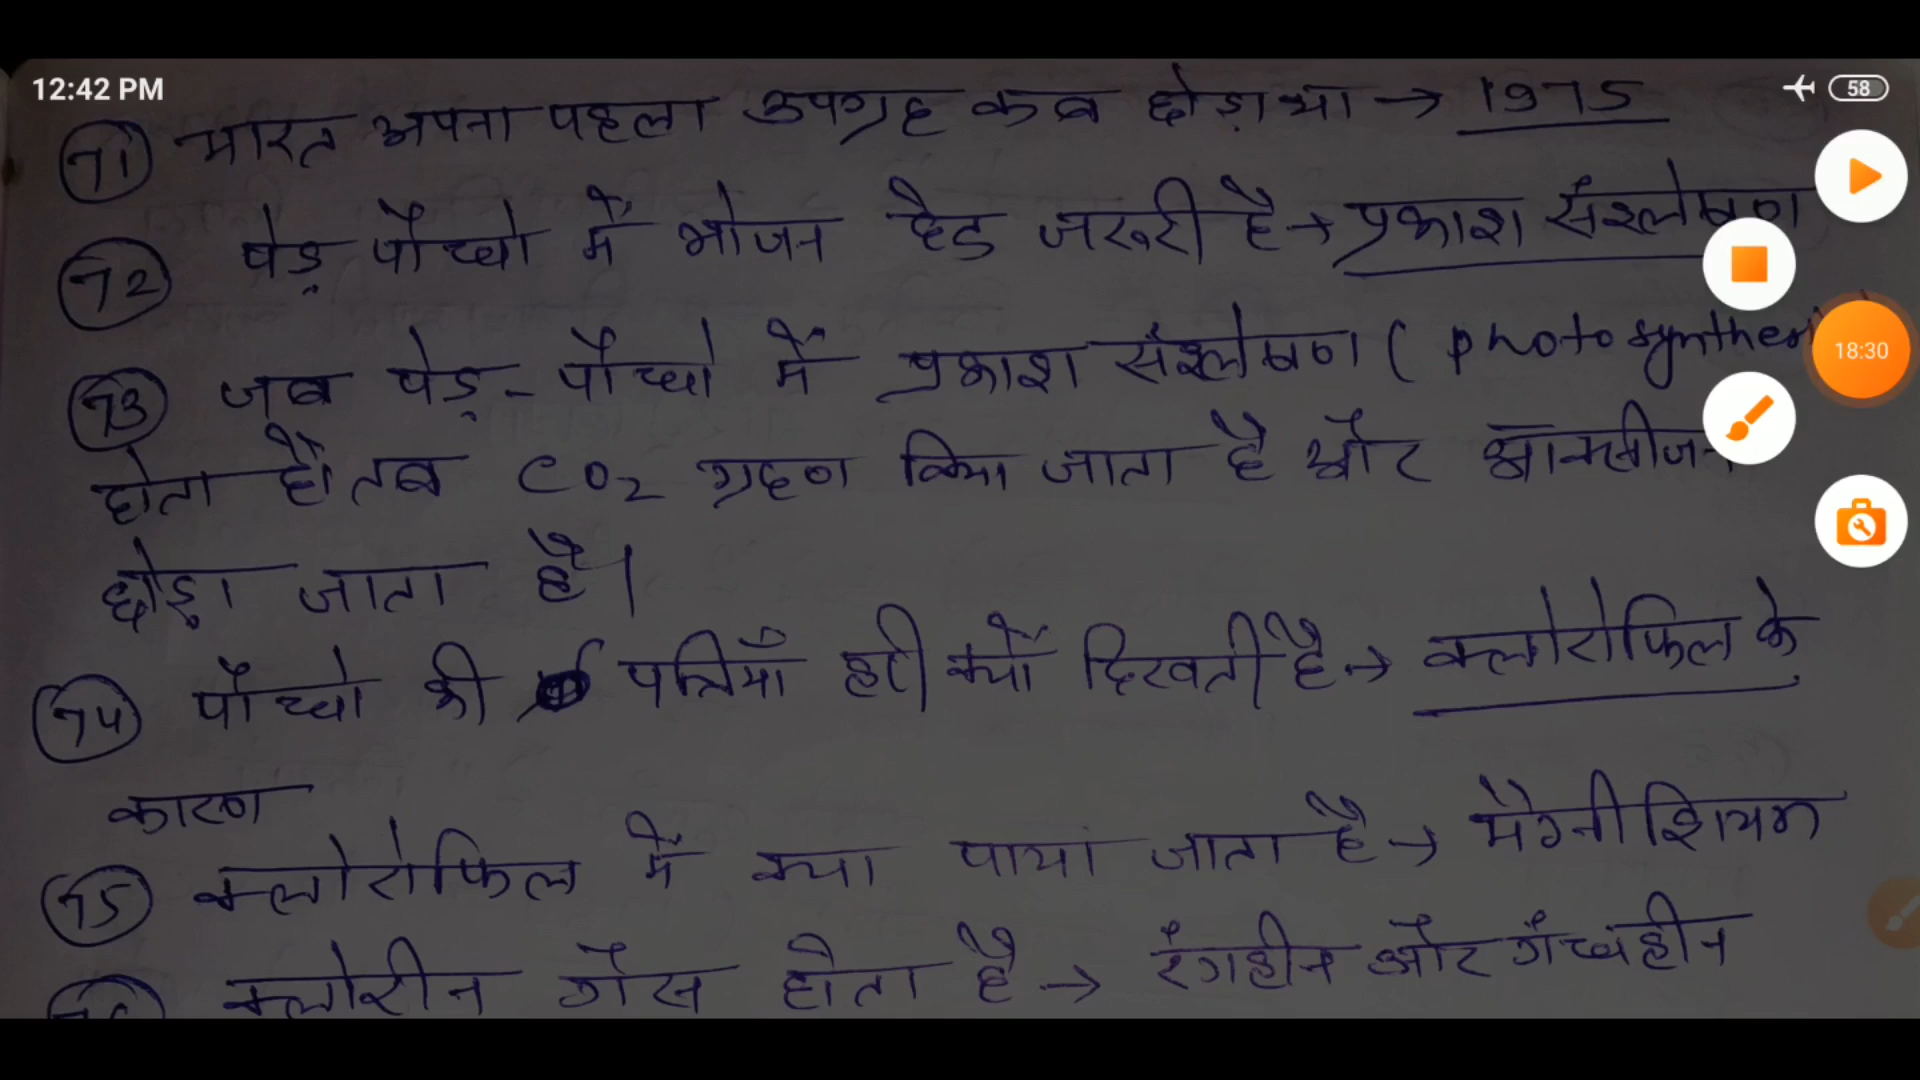 12:42 PM
58
71 भारत अपना पहला उपग्रह कब छोड़ा था → 1975
72 पेड़ पौधो में भोजन हेतु जरूरी है → प्रकाश संश्लेषण
18:30
73 जब पेड़-पौधो में प्रकाश संश्लेषण (photosynthes
होता है तब CO2 ग्रहण किया जाता है और ऑक्सीजन
छोड़ा जाता है।
74 पौधो की पत्तियाँ हरी क्यों दिखती है → क्लोरोफिल के
कारण
75 क्लोरोफिल में क्या पाया जाता है → मैग्नीशियम
क्लोरीन गैस होता है → रंगहीन और गंधहीन